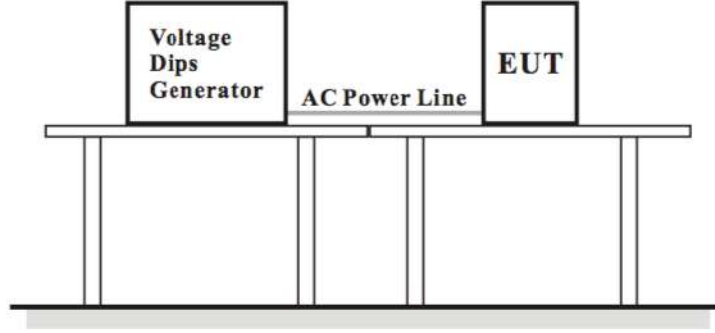 Voltage
Dips
Generator
AC Power Line
EUT